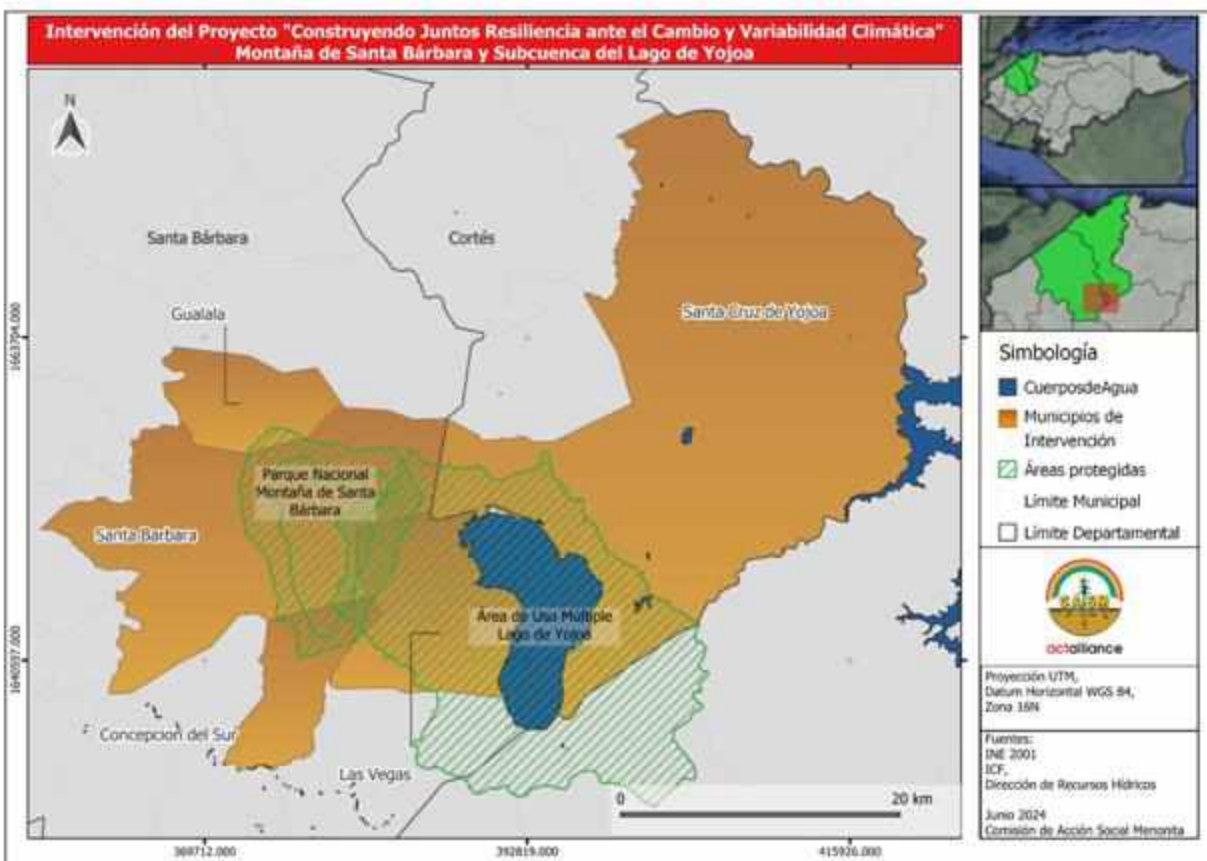 Intervención del Proyecto "Construyendo Juntos Resiliencia ante el Cambio y Variabilidad Climática"
Montaña de Santa Bárbara y Subcuenca del Lago de Yojoa
N
Santa Bárbara
Cortés
Gualala
Santa Cruz de Yojoa
Parque Nacional
Montaña de Santa
Bárbara
Santa Barbara
Área de Uso Múltiple
Lago de Yojoa
Concepcion del Sur
Las Vegas
0 20 km
1663704.000
1640597.000
369712.000
392819.000
415926.000
Simbología
CuerposdeAgua
Municipios de
Intervención
Áreas protegidas
Límite Municipal
Límite Departamental
actalliance
Proyección UTM,
Datum Horizontal WGS 84,
Zona 16N
Fuentes:
INE 2001
ICF,
Dirección de Recursos Hídricos
Junio 2024
Comisión de Acción Social Menonita